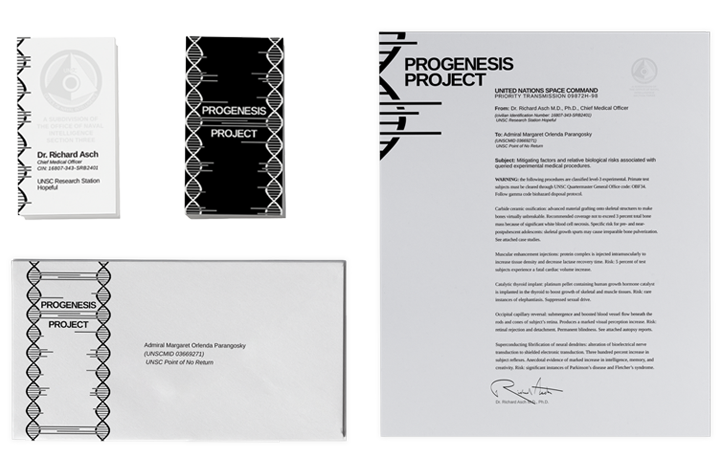 A SUBDIVISION OF
THE OFFICE OF NAVAL
INTELLIGENCE
SECTION THREE
Dr. Richard Asch
Chief Medical Officer
CIN: 16807-343-SRB2401
UNSC Research Station
Hopeful
PROGENESIS
PROJECT
PROGENESIS
PROJECT
Admiral Margaret Orlenda Parangosky
(UNSCMID 03669271)
UNSC Point of No Return
PROGENESIS
PROJECT
UNITED NATIONS SPACE COMMAND
PRIORITY TRANSMISSION 09872H-98
From: Dr. Richard Asch M.D., Ph.D., Chief Medical Officer
(civilian Identification Number: 16807-343-SRB2401)
UNSC Research Station Hopeful
To: Admiral Margaret Orlenda Parangosky
(UNSCMID 03669271)
UNSC Point of No Return
Subject: Mitigating factors and relative biological risks associated with
queried experimental medical procedures.
WARNING: the following procedures are classified level-3 experimental. Primate test
subjects must be cleared through UNSC Quartermaster General Office code: OBF34.
Follow gamma code biohazard disposal protocol.
Carbide ceramic ossification: advanced material grafting onto skeletal structures to make
bones virtually unbreakable. Recommended coverage not to exceed 3 percent total bone
mass because of significant white blood cell necrosis. Specific risk for pre- and near-
postpubescent adolescents: skeletal growth spurts may cause irreparable bone pulverization.
See attached case studies.
Muscular enhancement injections: protein complex is injected intramuscularly to
increase tissue density and decrease lactase recovery time. Risk: 5 percent of test
subjects experience a fatal cardiac volume increase.
Catalytic thyroid implant: platinum pellet containing human growth hormone catalyst
is implanted in the thyroid to boost growth of skeletal and muscle tissues. Risk: rare
instances of elephantiasis. Suppressed sexual drive.
Occipital capillary reversal: submergence and boosted blood vessel flow beneath the
rods and cones of subject's retina. Produces a marked visual perception increase. Risk:
retinal rejection and detachment. Permanent blindness. See attached autopsy reports.
Superconducting fibrification of neural dendrites: alteration of bioelectrical nerve
transduction to shielded electronic transduction. Three hundred percent increase in
subject reflexes. Anecdotal evidence of marked increase in intelligence, memory, and
creativity. Risk: significant instances of Parkinson's disease and Fletcher's syndrome.
Richard Asch
Dr. Richard Asch M.D., Ph.D.